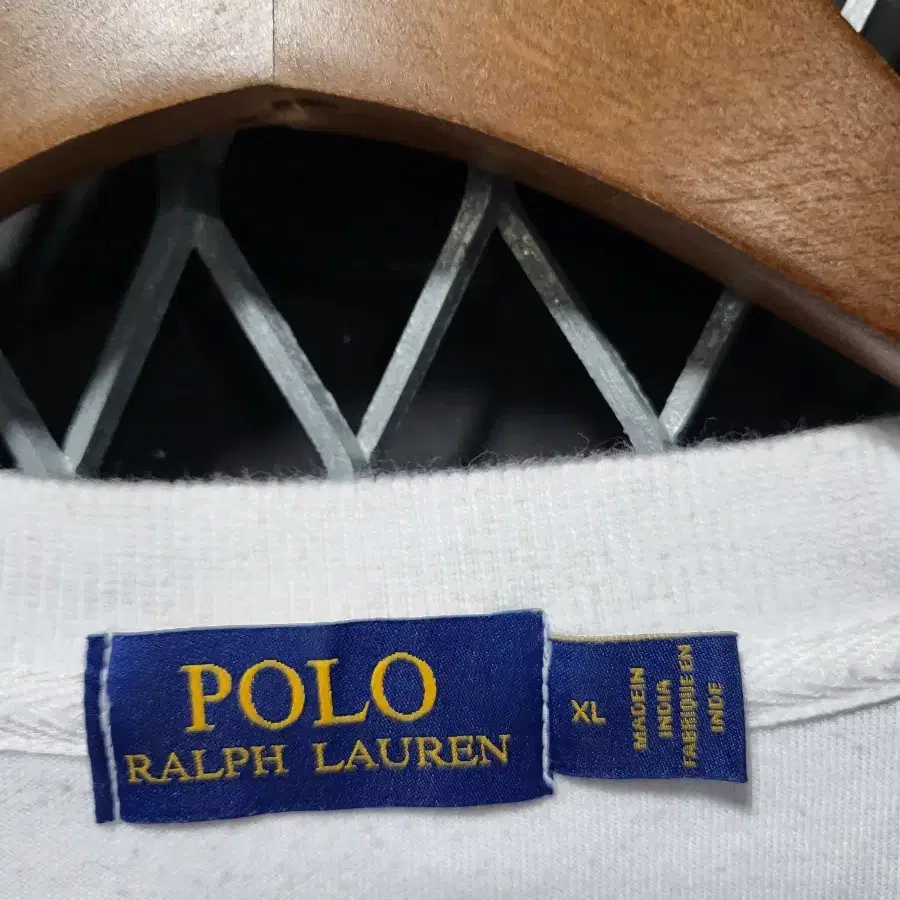 POLO
RALPH LAUREN
XL
MADE IN
INDIA
FABRIQUE EN
INDE